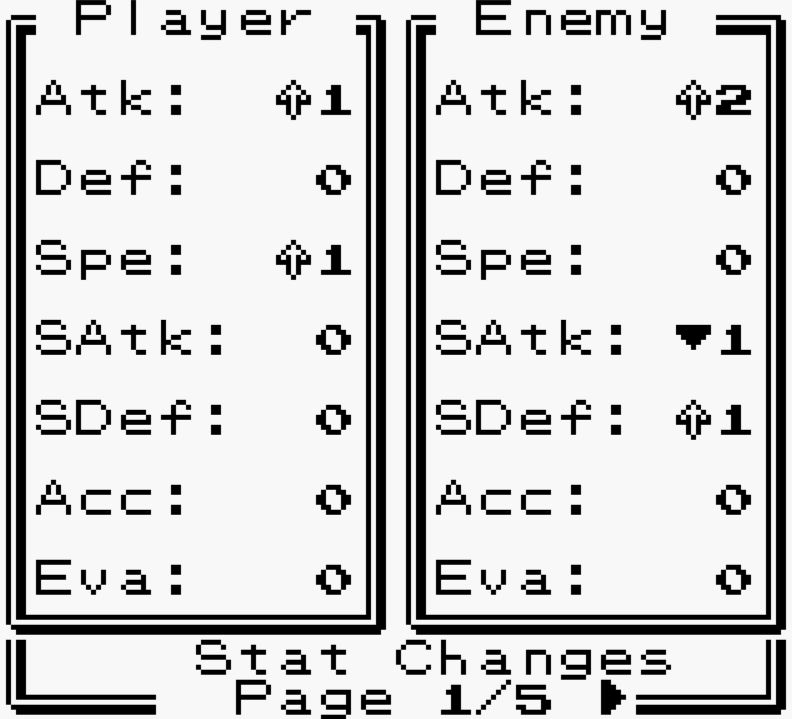 Player
Atk: ⇧1
Def: 0
Spe: ⇧1
SAtk: 0
SDef: 0
Acc: 0
Eva: 0
Enemy
Atk: ⇧2
Def: 0
Spe: 0
SAtk: ▼1
SDef: ⇧1
Acc: 0
Eva: 0
Stat Changes
Page 1/5 ▶